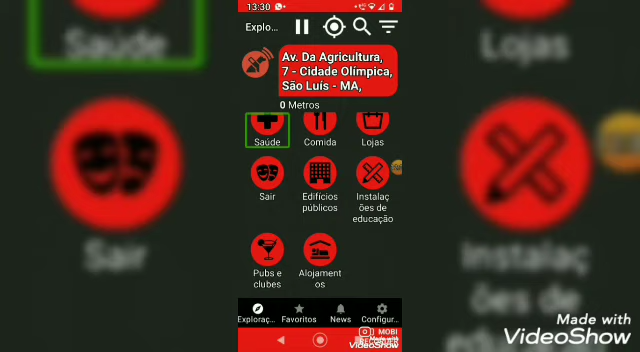 13:30
Explo...
Av. Da Agricultura,
7 - Cidade Olímpica,
São Luís - MA,
0 Metros
Saúde
Comida
Lojas
Sair
Edifícios
públicos
Instalaç
ões de
educação
Pubs e
clubes
Alojament
os
Exploraç...
Favoritos
News
Configur...
MOBI
Made with
VideoShow
Saúde
Sair
Lojas
Instalaç
ões de